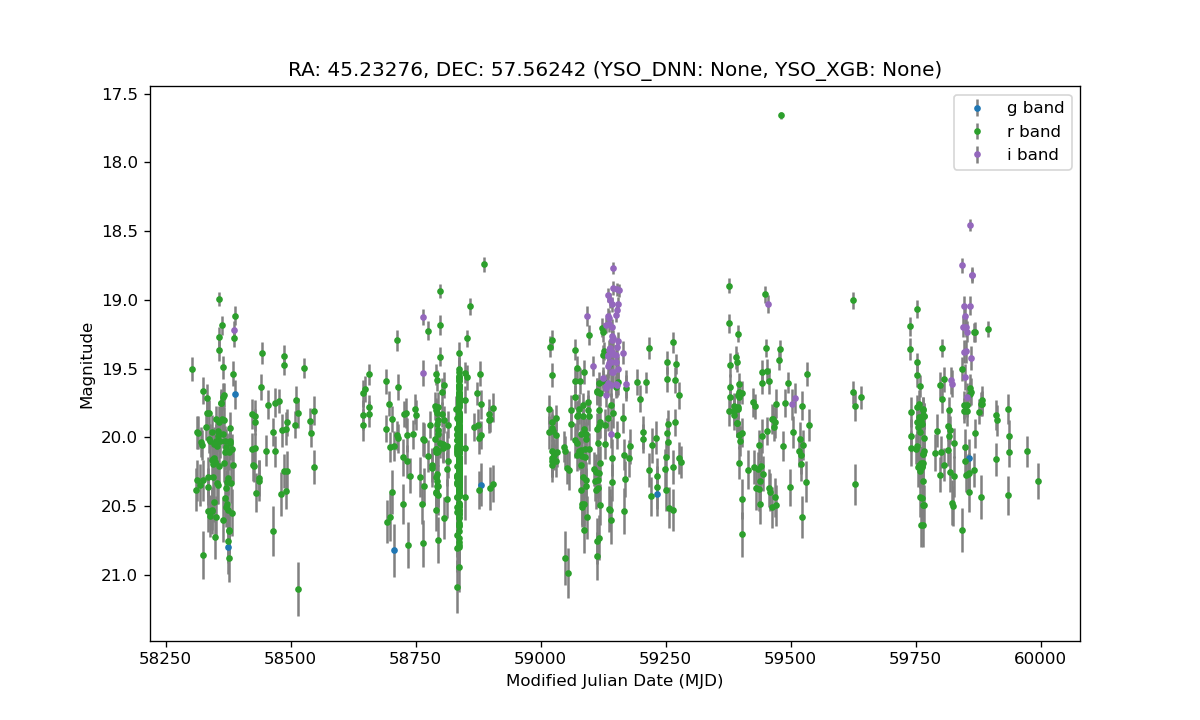 RA: 45.23276, DEC: 57.56242 (YSO_DNN: None, YSO_XGB: None)
17.5
18.0
18.5
19.0
19.5
20.0
20.5
21.0
Magnitude
g band
r band
i band
58250 58500 58750 59000 59250 59500 59750 60000
Modified Julian Date (MJD)